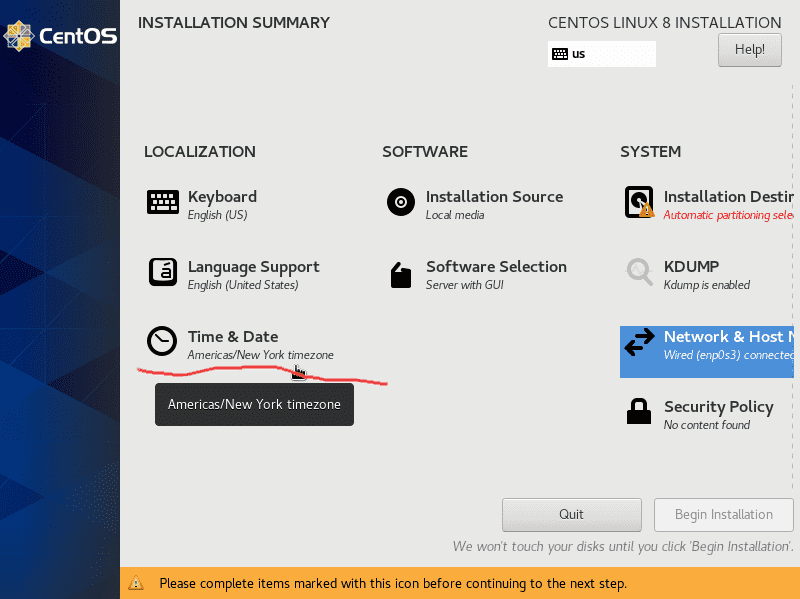 CentOS
INSTALLATION SUMMARY
CENTOS LINUX 8 INSTALLATION
us
Help!
LOCALIZATION
Keyboard
English (US)
Language Support
English (United States)
Time & Date
Americas/New York timezone
Americas/New York timezone
SOFTWARE
Installation Source
Local media
Software Selection
Server with GUI
SYSTEM
Installation
Automatic partitioning
KDUMP
Kdump is enabled
Network & Host
Wired (enp0s3) connected
Security Policy
No content found
Quit
Begin Installation
We won't touch your disks until you click 'Begin Installation'.
Please complete items marked with this icon before continuing to the next step.